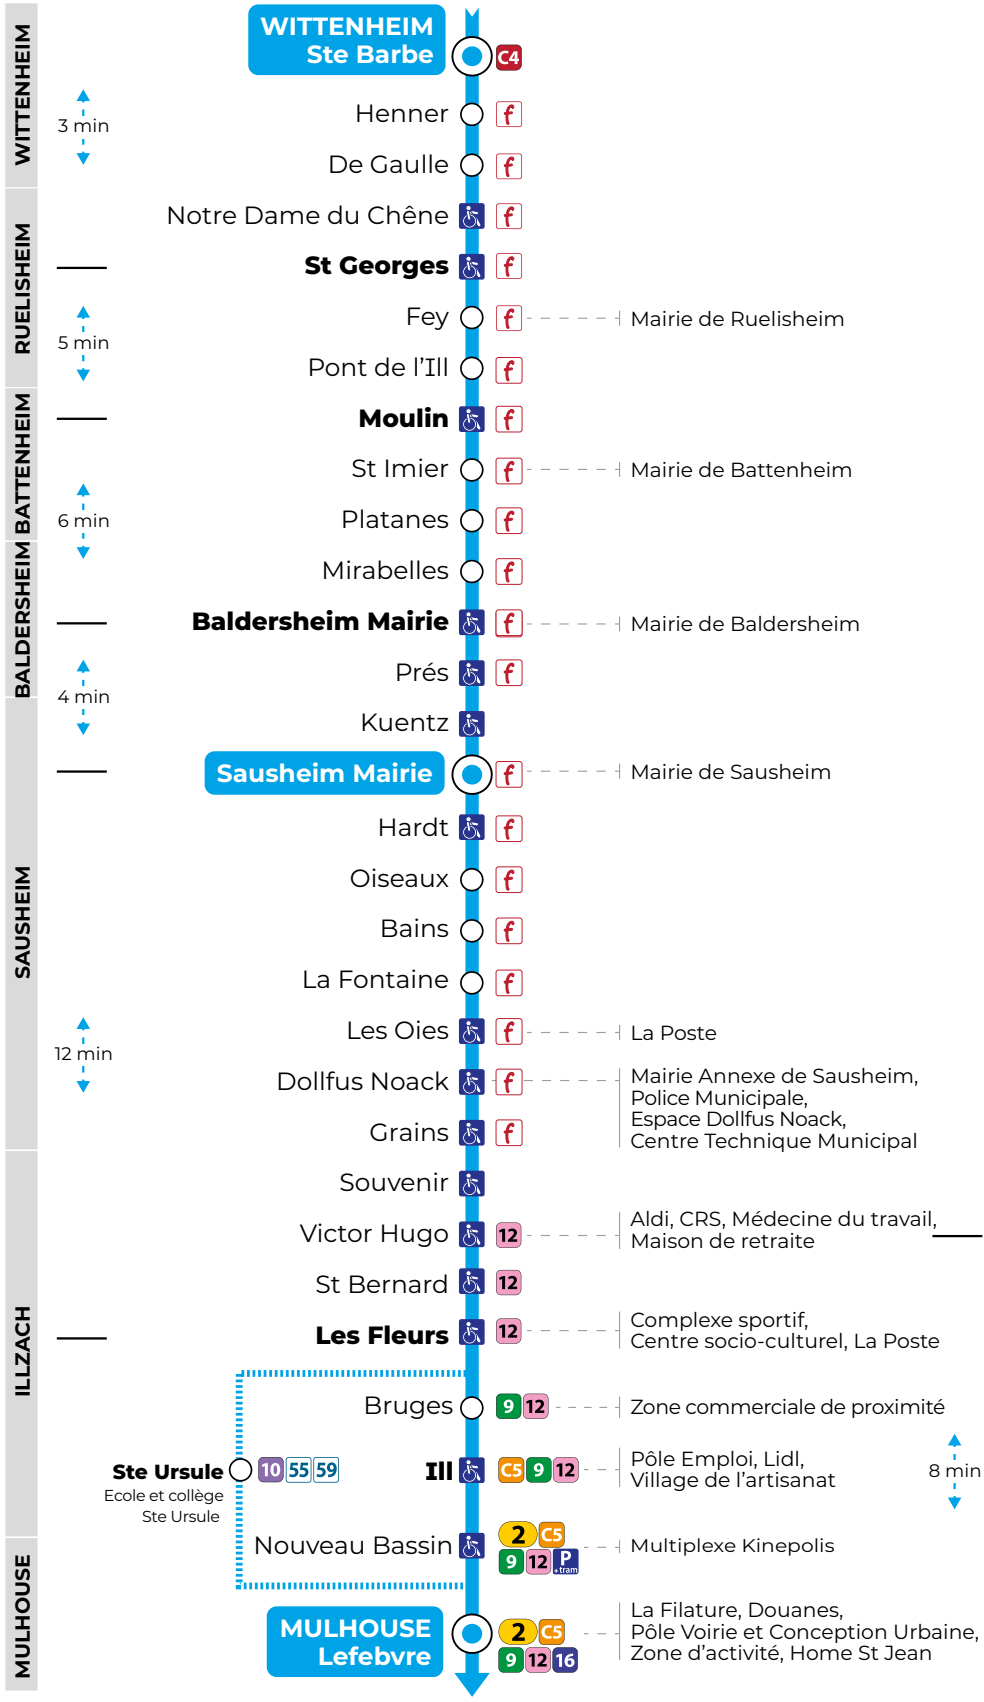 WITTENHEIM
WITTENHEIM
Ste Barbe
C4
Henner f
3 min
De Gaulle f
RUELISHEIM
Notre Dame du Chêne f
St Georges f
Fey f Mairie de Ruelisheim
5 min
Pont de l'Ill f
BATTENHEIM
Moulin f
St Imier f Mairie de Battenheim
6 min
Platanes f
BALDERSHEIM
Mirabelles f
Baldersheim Mairie f Mairie de Baldersheim
Prés f
4 min
Kuentz
SAUSHEIM
Sausheim Mairie f Mairie de Sausheim
Hardt f
Oiseaux f
Bains f
La Fontaine f
Les Oies f La Poste
12 min
Dollfus Noack f
Mairie Annexe de Sausheim,
Police Municipale,
Espace Dollfus Noack,
Centre Technique Municipal
Grains f
ILLZACH
Souvenir
Victor Hugo 12
Aldi, CRS, Médecine du travail,
Maison de retraite
St Bernard 12
Les Fleurs 12
Complexe sportif,
Centre socio-culturel, La Poste
Bruges 9 12 Zone commerciale de proximité
Ste Ursule 10 55 59
Ecole et collège
Ste Ursule
Ill C5 9 12
Pôle Emploi, Lidl,
Village de l'artisanat
8 min
MULHOUSE
Nouveau Bassin 2 C5
9 12 P
+tram
Multiplexe Kinepolis
MULHOUSE
Lefebvre
2 C5
9 12 16
La Filature, Douanes,
Pôle Voirie et Conception Urbaine,
Zone d'activité, Home St Jean